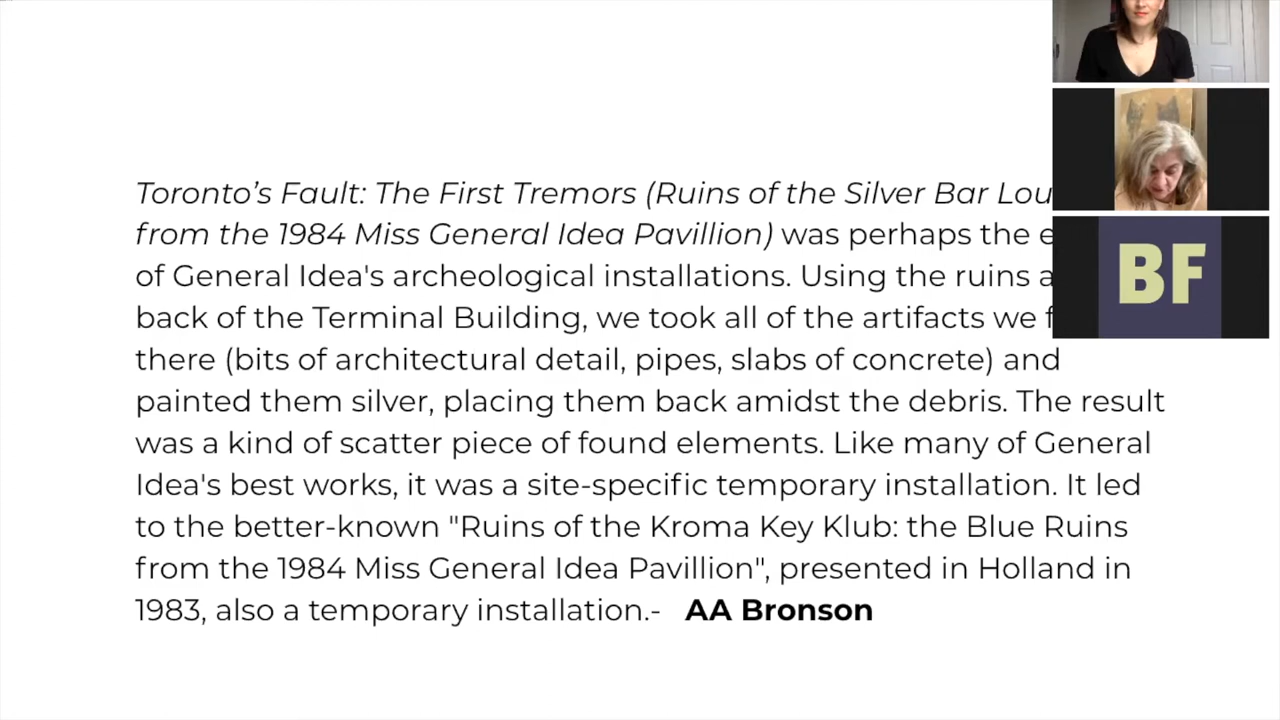 Toronto’s Fault: The First Tremors (Ruins of the Silver Bar
from the 1984 Miss General Idea Pavillion) was perhaps the
of General Idea's archeological installations. Using the ruins
back of the Terminal Building, we took all of the artifacts we
there (bits of architectural detail, pipes, slabs of concrete) and
painted them silver, placing them back amidst the debris. The result
was a kind of scatter piece of found elements. Like many of General
Idea's best works, it was a site-specific temporary installation. It led
to the better-known "Ruins of the Kroma Key Klub: the Blue Ruins
from the 1984 Miss General Idea Pavillion", presented in Holland in
1983, also a temporary installation.- AA Bronson
BF